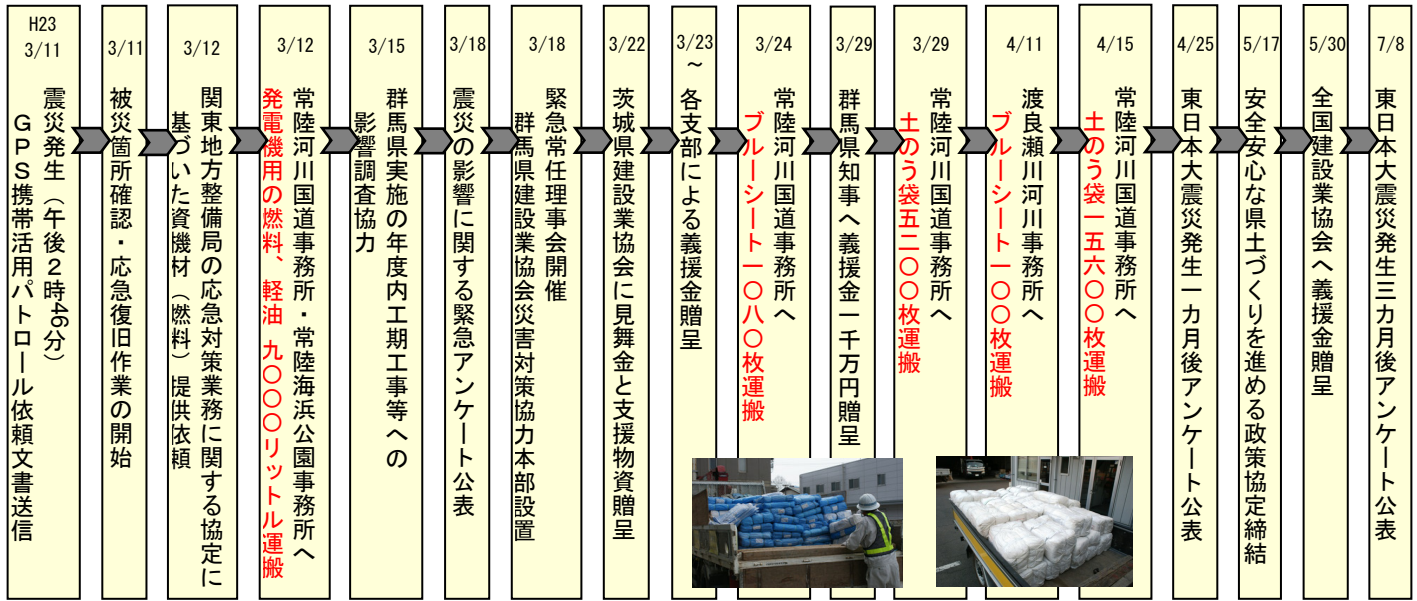 H23
3/11
震災発生（午後２時46分）
ＧＰＳ携帯活用パトロール依頼文書送信
3/11
被災箇所確認・応急復旧作業の開始
3/12
関東地方整備局の応急対策業務に関する協定に
基づいた資機材（燃料）提供依頼
3/12
常陸河川国道事務所・常陸海浜公園事務所へ
発電機用の燃料、軽油 九〇〇〇リットル運搬
3/15
群馬県実施の年度内工期工事等への
影響調査協力
3/18
震災の影響に関する緊急アンケート公表
3/18
緊急常任理事会開催
群馬県建設業協会災害対策協力本部設置
3/22
茨城県建設業協会に見舞金と支援物資贈呈
3/23
～
各支部による義援金贈呈
3/24
常陸河川国道事務所へ
ブルーシート一〇八〇枚運搬
3/29
群馬県知事へ義援金一千万円贈呈
3/29
常陸河川国道事務所へ
土のう袋五二〇〇枚運搬
4/11
渡良瀬川河川事務所へ
ブルーシート一〇〇枚運搬
4/15
常陸河川国道事務所へ
土のう袋一五六〇〇枚運搬
4/25
東日本大震災発生一カ月後アンケート公表
5/17
安全安心な県土づくりを進める政策協定締結
5/30
全国建設業協会へ義援金贈呈
7/8
東日本大震災発生三カ月後アンケート公表